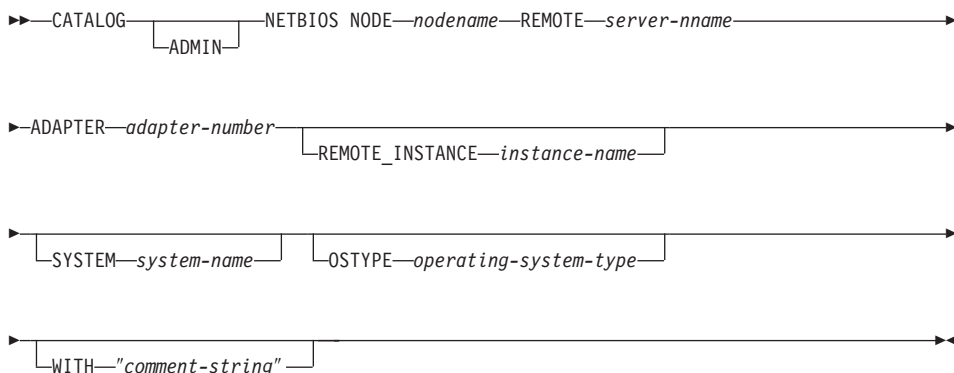 CATALOG NETBIOS NODE nodename REMOTE server-nname
ADMIN
ADAPTER adapter-number
REMOTE_INSTANCE instance-name
SYSTEM system-name OSTYPE operating-system-type
WITH "comment-string"